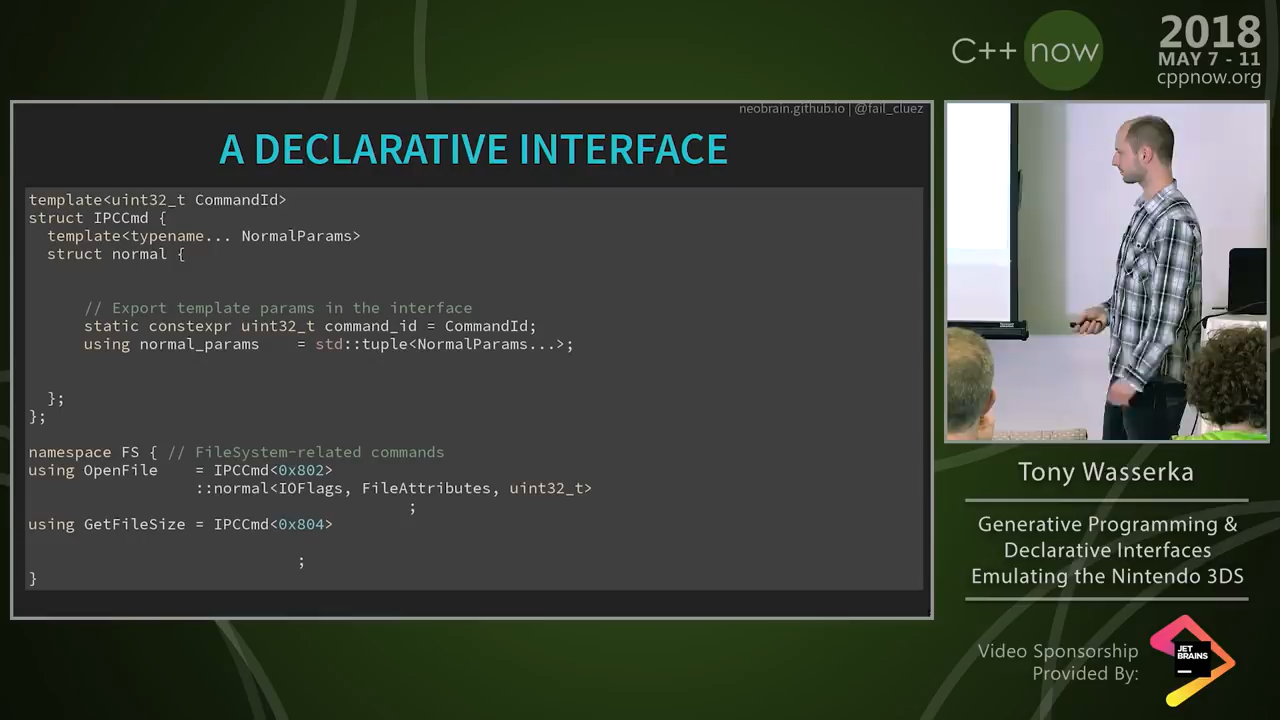 C++ now
2018
MAY 7 - 11
cppnow.org
neobrain.github.io | @fail_cluez
A DECLARATIVE INTERFACE
template<uint32_t CommandId>
struct IPCCmd {
  template<typename... NormalParams>
  struct normal {
      // Export template params in the interface
      static constexpr uint32_t command_id = CommandId;
      using normal_params    = std::tuple<NormalParams...>;
  };
};
namespace FS { // FileSystem-related commands
using OpenFile    = IPCCmd<0x802>
                  ::normal<IOFlags, FileAttributes, uint32_t>
                                         ;
using GetFileSize = IPCCmd<0x804>
                             ;
}
Tony Wasserka
Generative Programming &
Declarative Interfaces
Emulating the Nintendo 3DS
Video Sponsorship
Provided By:
JET
BRAINS